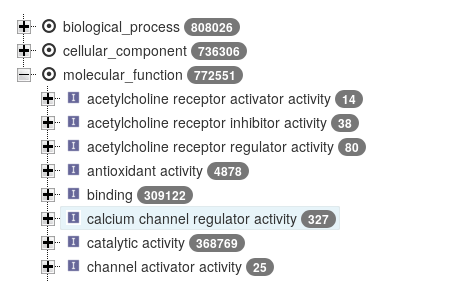 biological_process 808026
cellular_component 736306
molecular_function 772551
acetylcholine receptor activator activity 14
acetylcholine receptor inhibitor activity 38
acetylcholine receptor regulator activity 80
antioxidant activity 4878
binding 309122
calcium channel regulator activity 327
catalytic activity 368769
channel activator activity 25